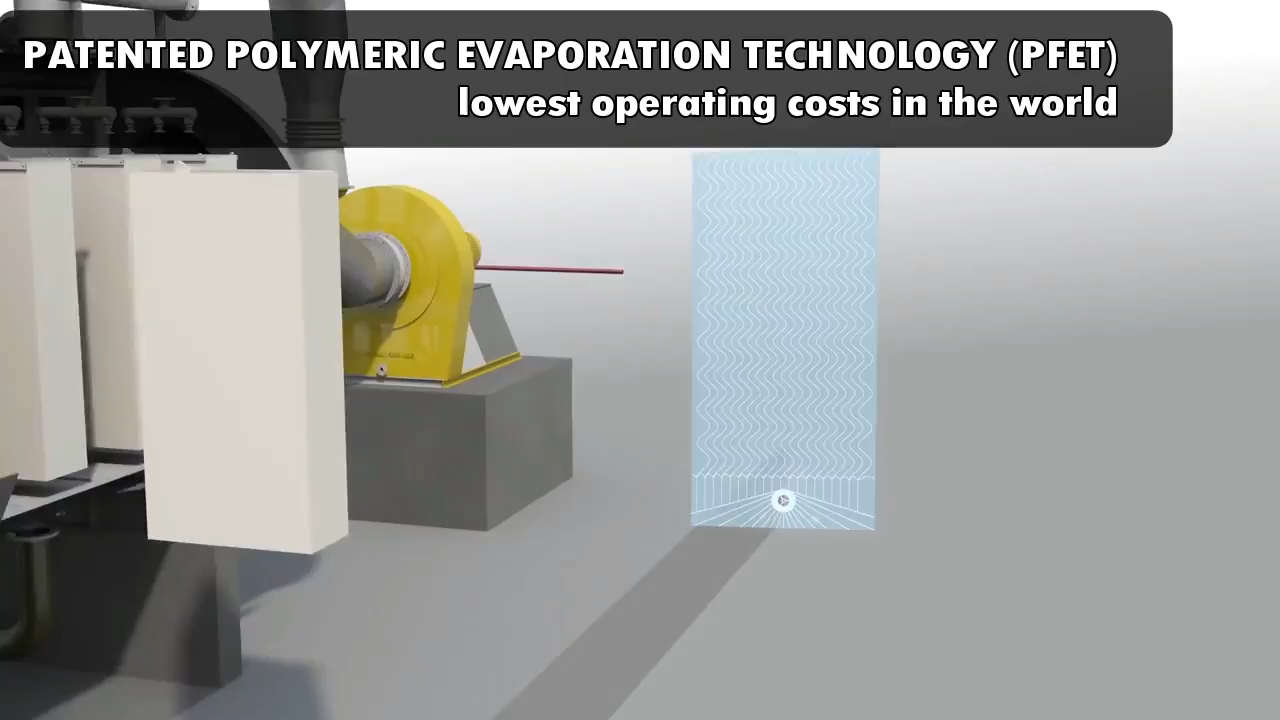 PATENTED POLYMERIC EVAPORATION TECHNOLOGY (PFET)
lowest operating costs in the world